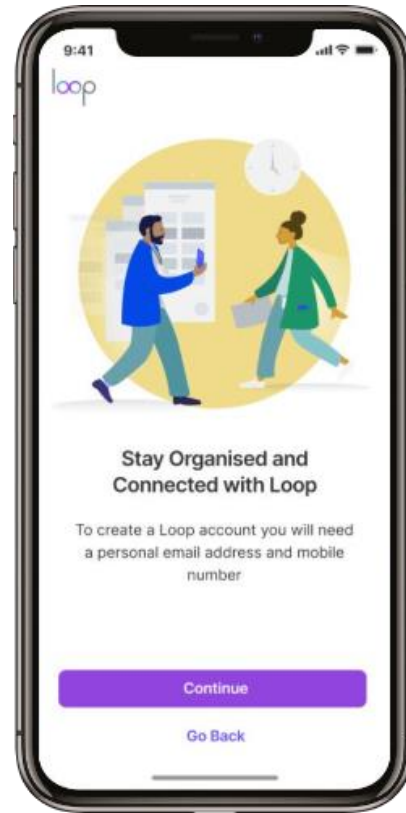 9:41
loop
Stay Organised and
Connected with Loop
To create a Loop account you will need
a personal email address and mobile
number
Continue
Go Back